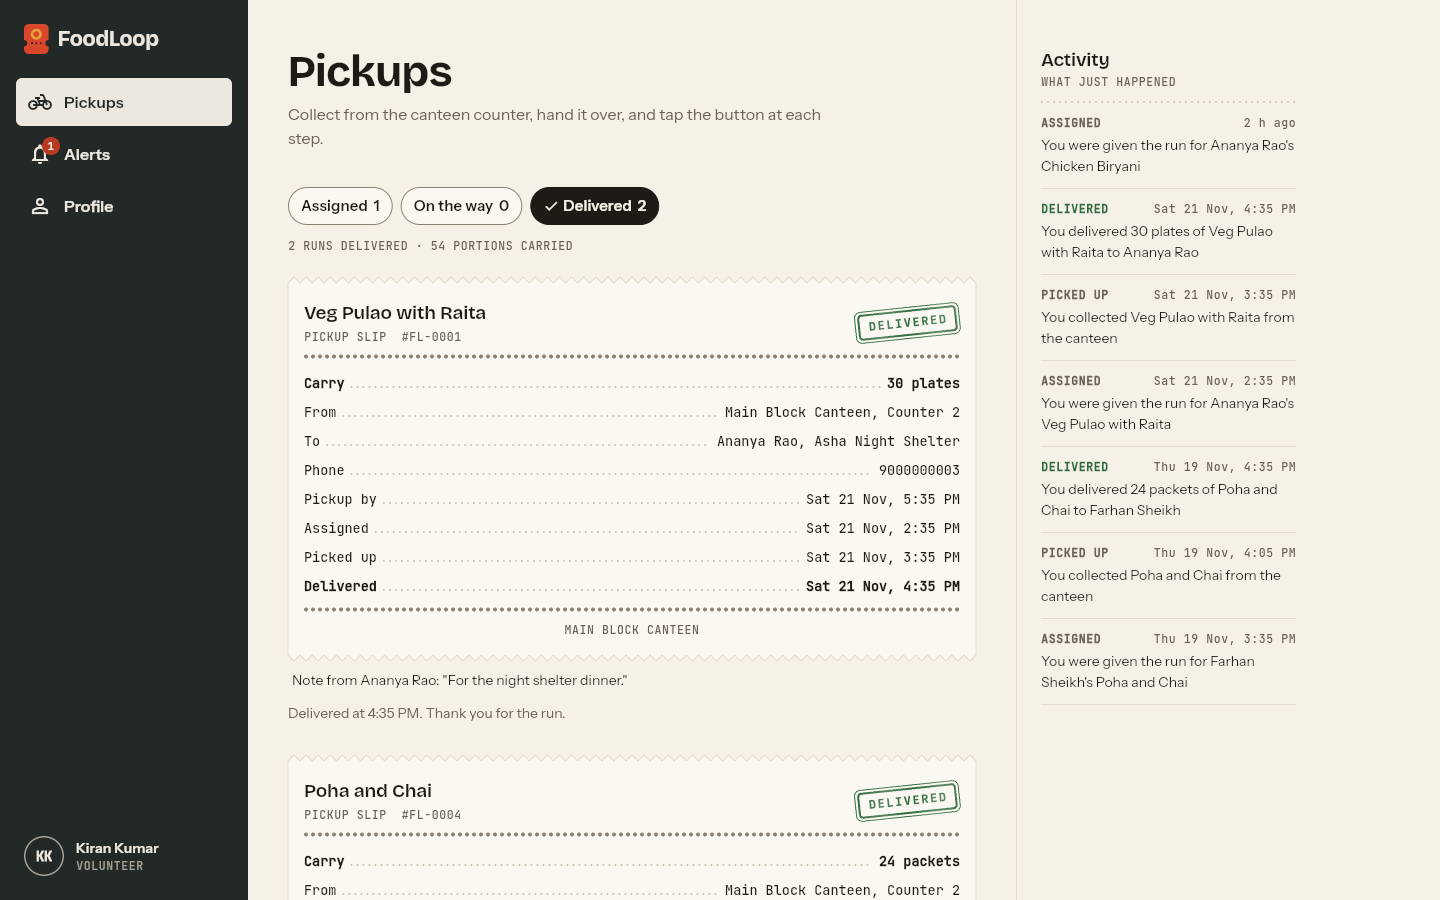 FoodLoop
Pickups
1
Alerts
Profile
KK
Kiran Kumar
VOLUNTEER
Pickups
Collect from the canteen counter, hand it over, and tap the button at each
step.
Assigned 1
On the way 0
Delivered 2
2 RUNS DELIVERED · 54 PORTIONS CARRIED
Veg Pulao with Raita
PICKUP SLIP #FL-0001
DELIVERED
Carry 30 plates
From Main Block Canteen, Counter 2
To Ananya Rao, Asha Night Shelter
Phone 9000000003
Pickup by Sat 21 Nov, 5:35 PM
Assigned Sat 21 Nov, 2:35 PM
Picked up Sat 21 Nov, 3:35 PM
Delivered Sat 21 Nov, 4:35 PM
MAIN BLOCK CANTEEN
Note from Ananya Rao: "For the night shelter dinner."
Delivered at 4:35 PM. Thank you for the run.
Poha and Chai
PICKUP SLIP #FL-0004
DELIVERED
Carry 24 packets
From Main Block Canteen, Counter 2
Activity
WHAT JUST HAPPENED
ASSIGNED 2 h ago
You were given the run for Ananya Rao's
Chicken Biryani
DELIVERED Sat 21 Nov, 4:35 PM
You delivered 30 plates of Veg Pulao
with Raita to Ananya Rao
PICKED UP Sat 21 Nov, 3:35 PM
You collected Veg Pulao with Raita from
the canteen
ASSIGNED Sat 21 Nov, 2:35 PM
You were given the run for Ananya Rao's
Veg Pulao with Raita
DELIVERED Thu 19 Nov, 4:35 PM
You delivered 24 packets of Poha and
Chai to Farhan Sheikh
PICKED UP Thu 19 Nov, 4:05 PM
You collected Poha and Chai from the
canteen
ASSIGNED Thu 19 Nov, 3:35 PM
You were given the run for Farhan
Sheikh's Poha and Chai